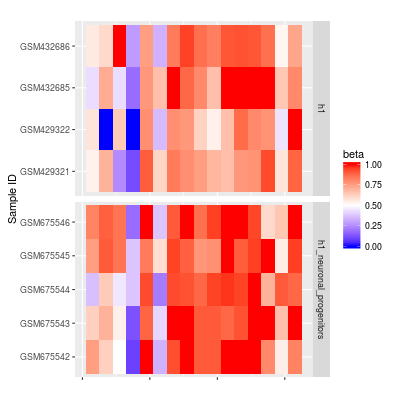 Sample ID
GSM432686
GSM432685
GSM429322
GSM429321
h1
GSM675546
GSM675545
GSM675544
GSM675543
GSM675542
h1_neuronal_progenitors
beta
1.00
0.75
0.50
0.25
0.00